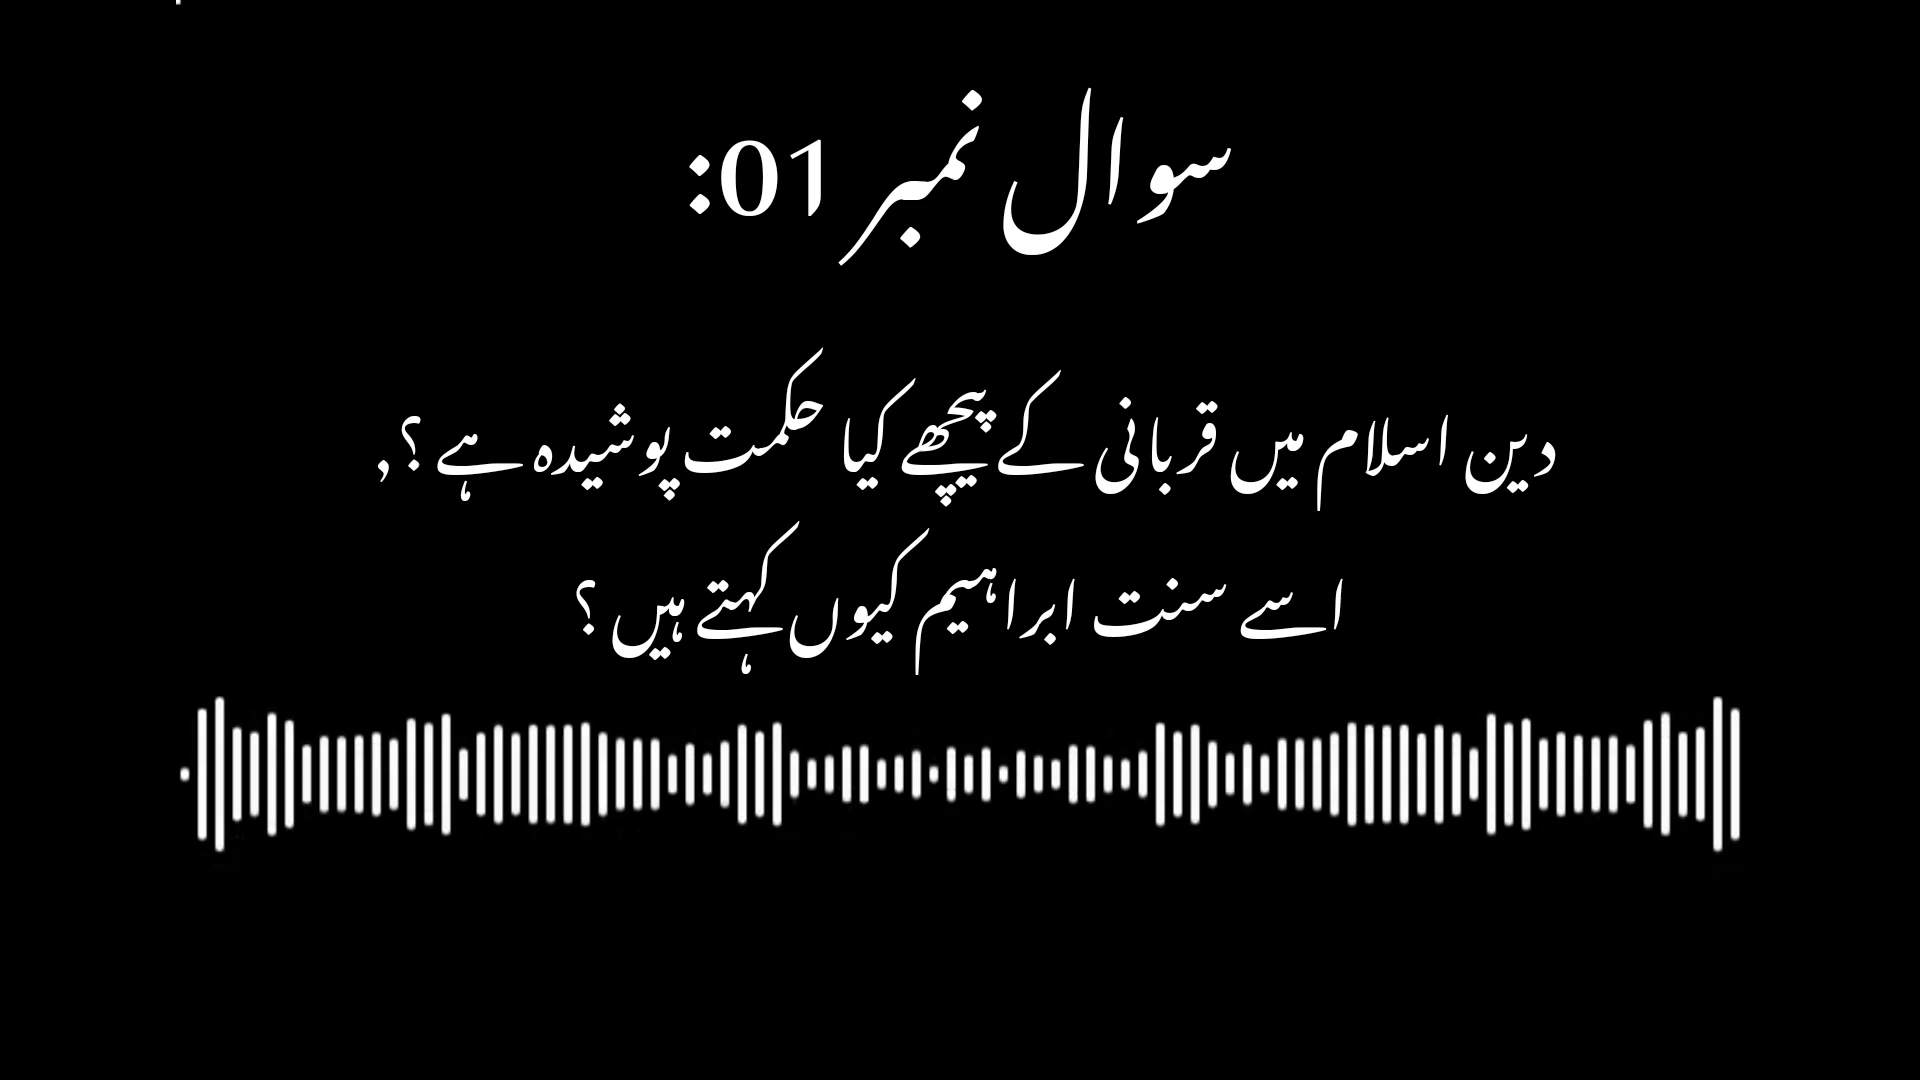 سوال نمبر 01:
دین اسلام میں قربانی کے پیچھے کیا حکمت پوشیدہ ہے ؟,
اسے سنت ابراہیم کیوں کہتے ہیں ؟